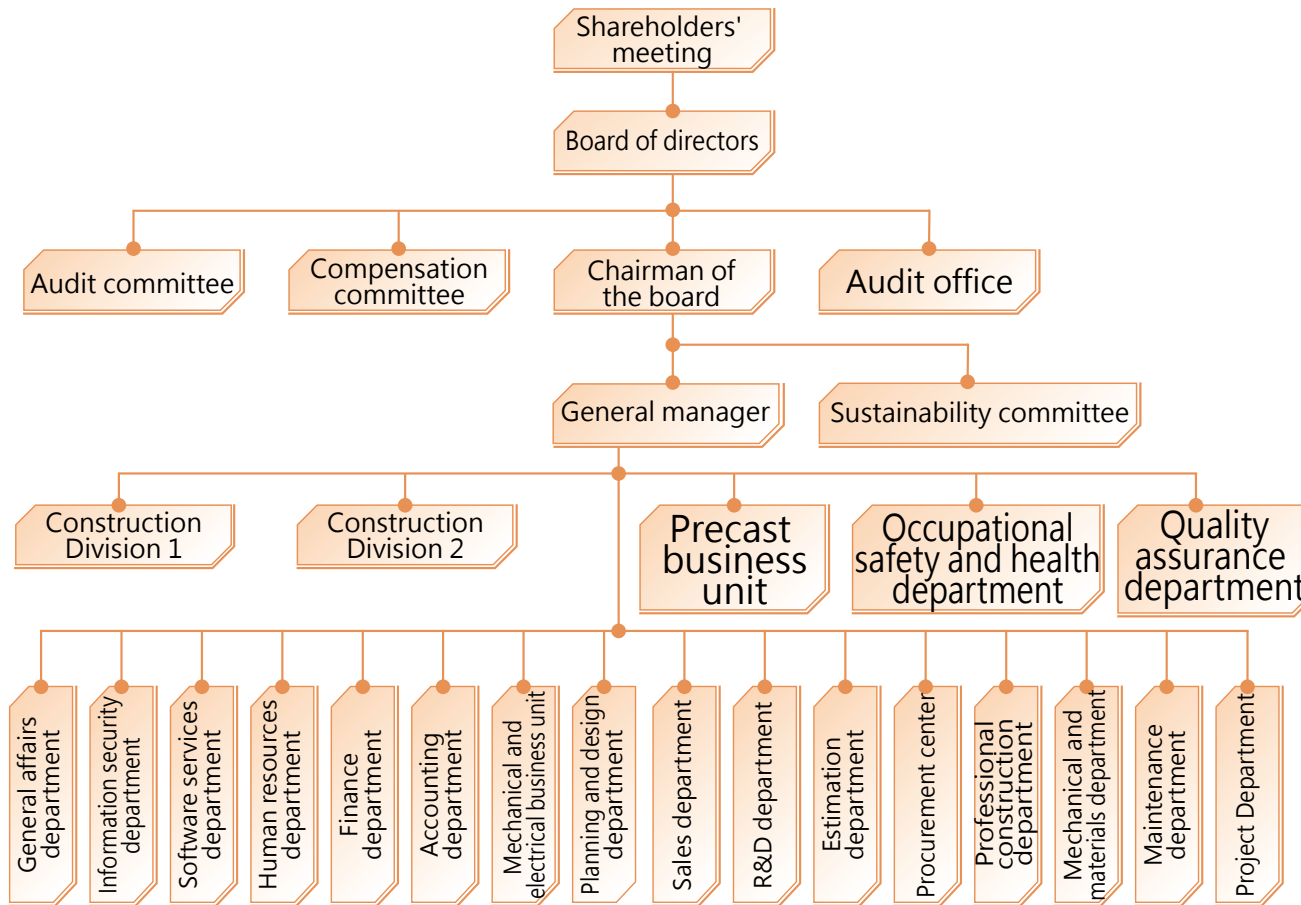 Shareholders'
meeting
Board of directors
Audit committee
Compensation
committee
Chairman of
the board
Audit office
General manager
Sustainability committee
Construction
Division 1
Construction
Division 2
Precast
business
unit
Occupational
safety and health
department
Quality
assurance
department
General affairs
department
Information security
department
Software services
department
Human resources
department
Finance
department
Accounting
department
Mechanical and
electrical business unit
Planning and design
department
Sales department
R&D department
Estimation
department
Procurement center
Professional
construction
department
Mechanical and
materials department
Maintenance
department
Project Department